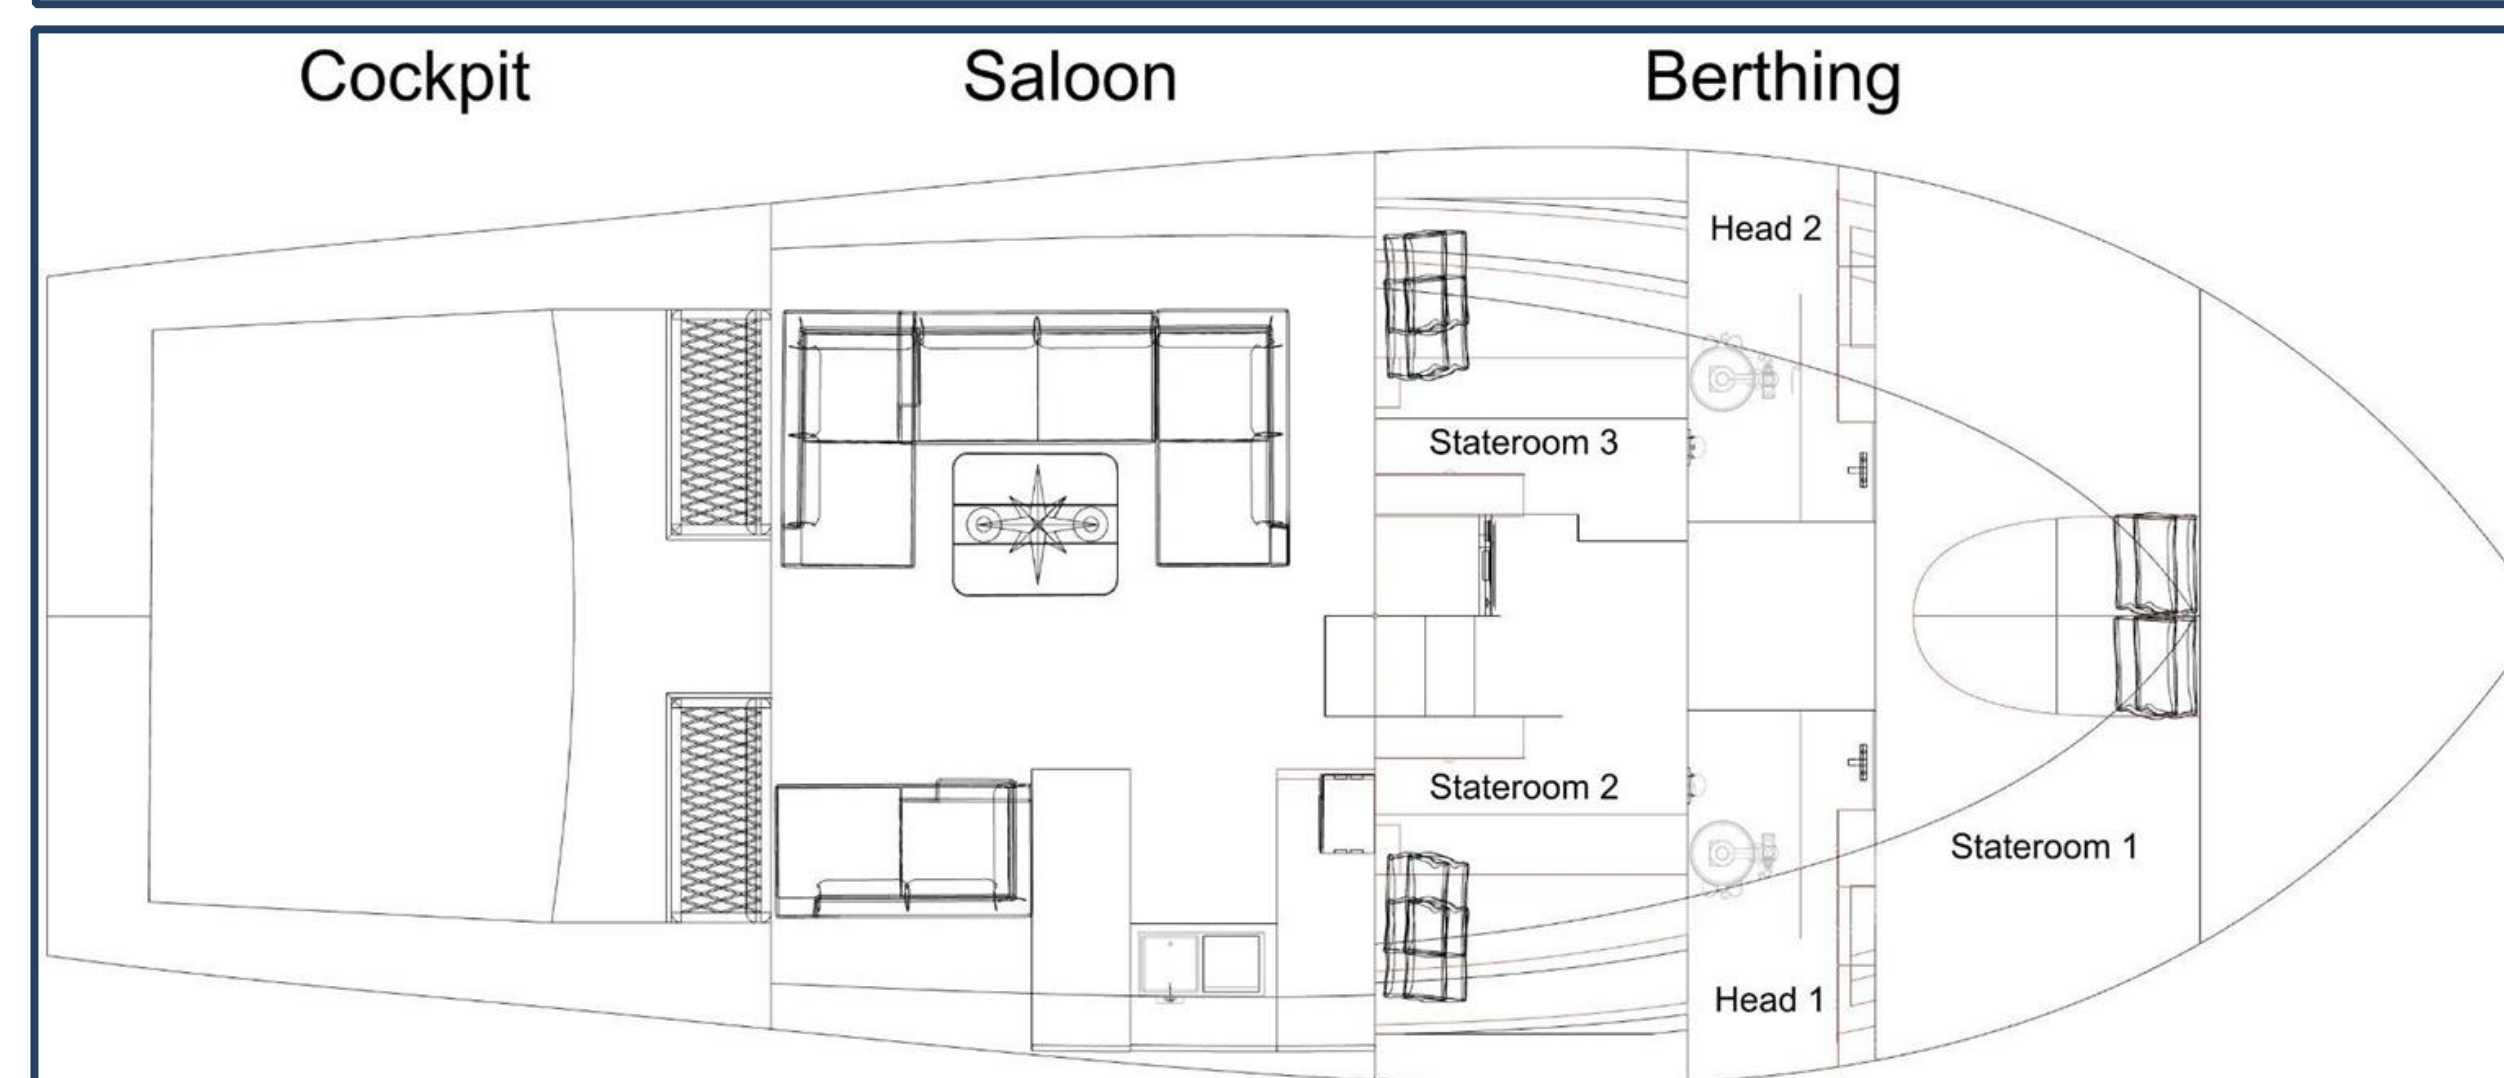 Cockpit
Saloon
Berthing
Head 2
Stateroom 3
Stateroom 2
Stateroom 1
Head 1